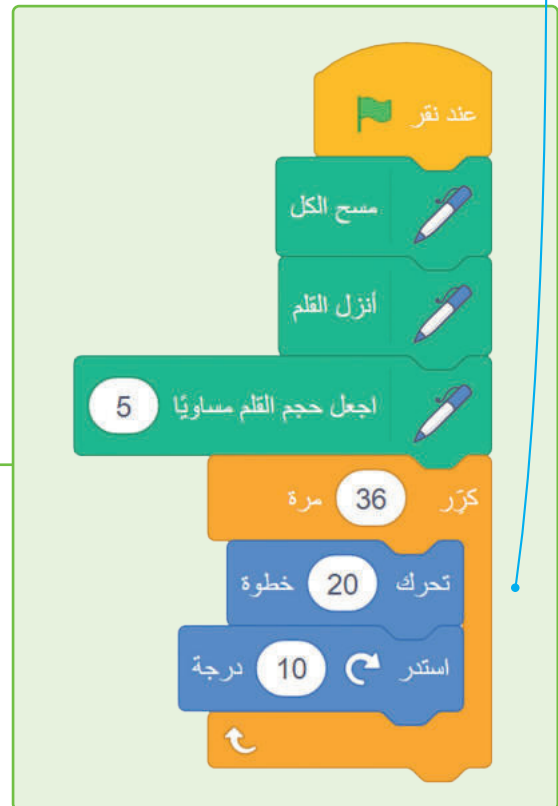 عند نقر
مسح الكل
أنزل القلم
اجعل حجم القلم مساويًا 5
كرّر 36 مرة
تحرك 20 خطوة
استدر 10 درجة